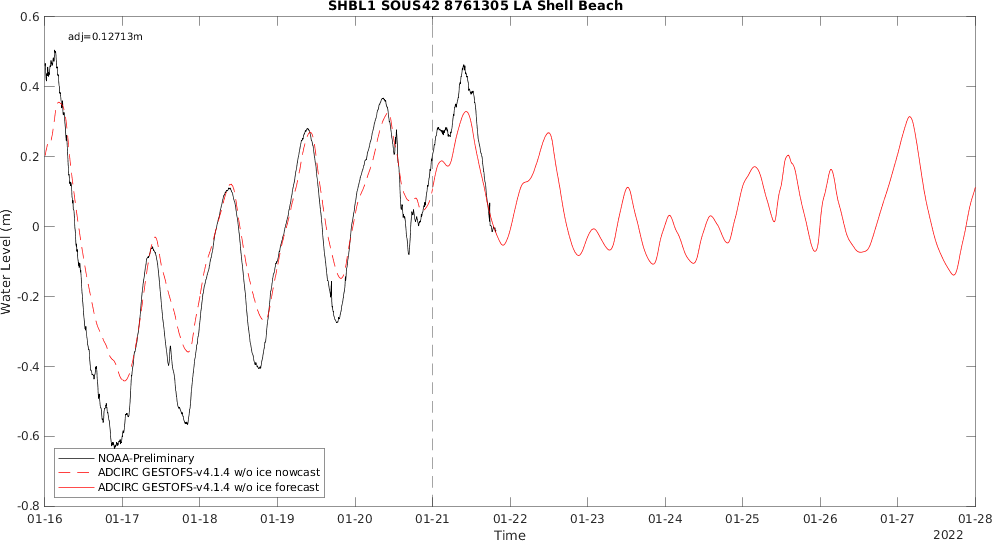 SHBL1 SOUS42 8761305 LA Shell Beach
adj=0.12713m
0.6
0.4
0.2
0
-0.2
-0.4
-0.6
-0.8
Water Level (m)
NOAA-Preliminary
ADCIRC GESTOFS-v4.1.4 w/o ice nowcast
ADCIRC GESTOFS-v4.1.4 w/o ice forecast
01-16 01-17 01-18 01-19 01-20 01-21 01-22 01-23 01-24 01-25 01-26 01-27 01-28
Time
2022